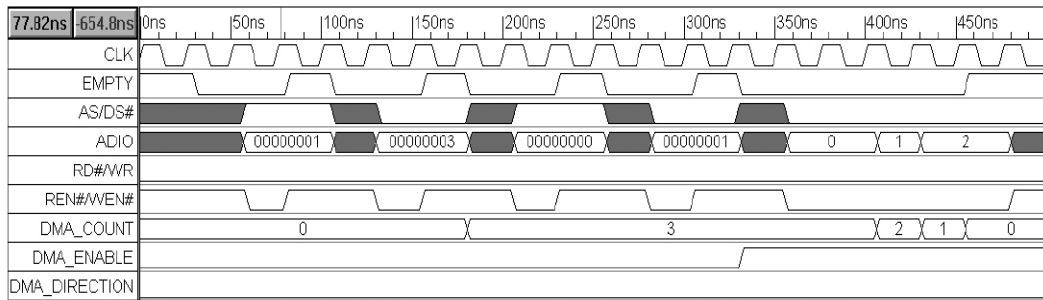 77.82ns -654.8ns 0ns 50ns 100ns 150ns 200ns 250ns 300ns 350ns 400ns 450ns
CLK
EMPTY
AS/DS#
ADIO 00000001 00000003 00000000 00000001 0 1 2
RD#/WR
REN#/WEN#
DMA_COUNT 0 3 2 1 0
DMA_ENABLE
DMA_DIRECTION